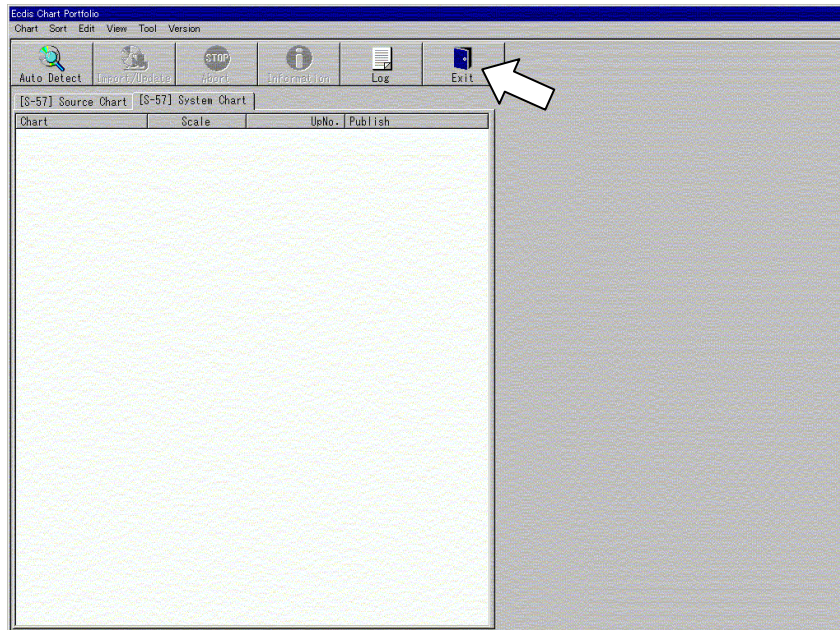 Ecdis Chart Portfolio
Chart Sort Edit View Tool Version
Auto Detect Import/Update Abort Information Log Exit
STOP
[S-57] Source Chart [S-57] System Chart
Chart Scale UpNo. Publish